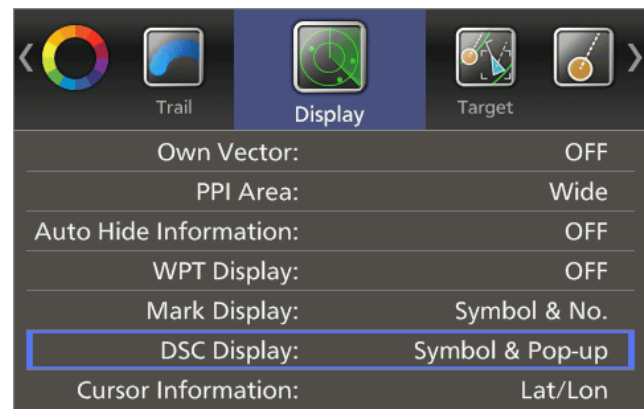 Trail
Display
Target
Own Vector: OFF
PPI Area: Wide
Auto Hide Information: OFF
WPT Display: OFF
Mark Display: Symbol & No.
DSC Display: Symbol & Pop-up
Cursor Information: Lat/Lon